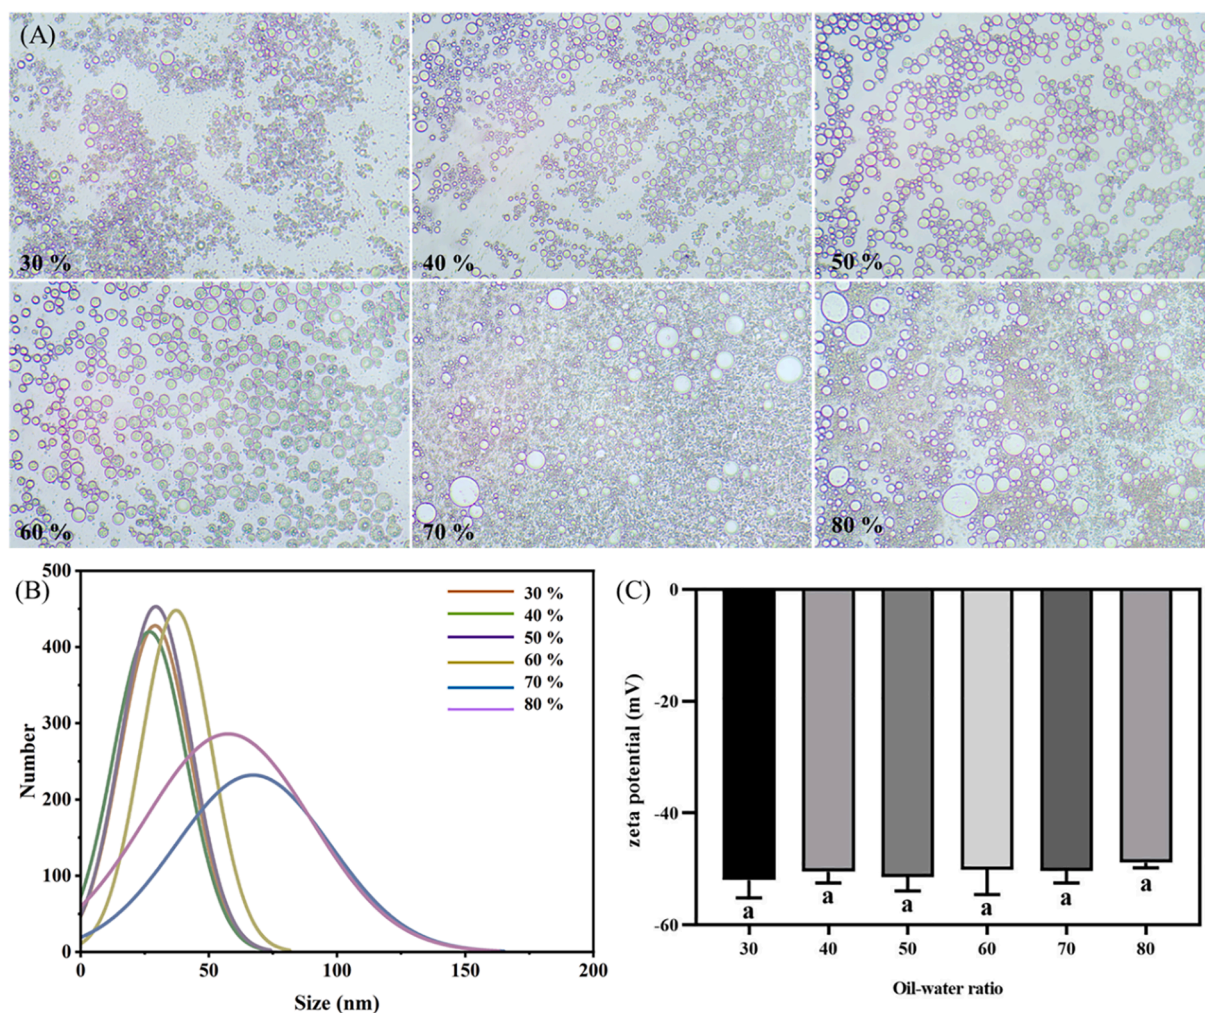 (A)
30 %
40 %
50 %
60 %
70 %
80 %
(B)
500
400
300
200
100
0
Number
0
50
100
150
200
Size (nm)
30 %
40 %
50 %
60 %
70 %
80 %
(C)
0
-20
-40
-60
zeta potential (mV)
a
a
a
a
a
a
30
40
50
60
70
80
Oil-water ratio